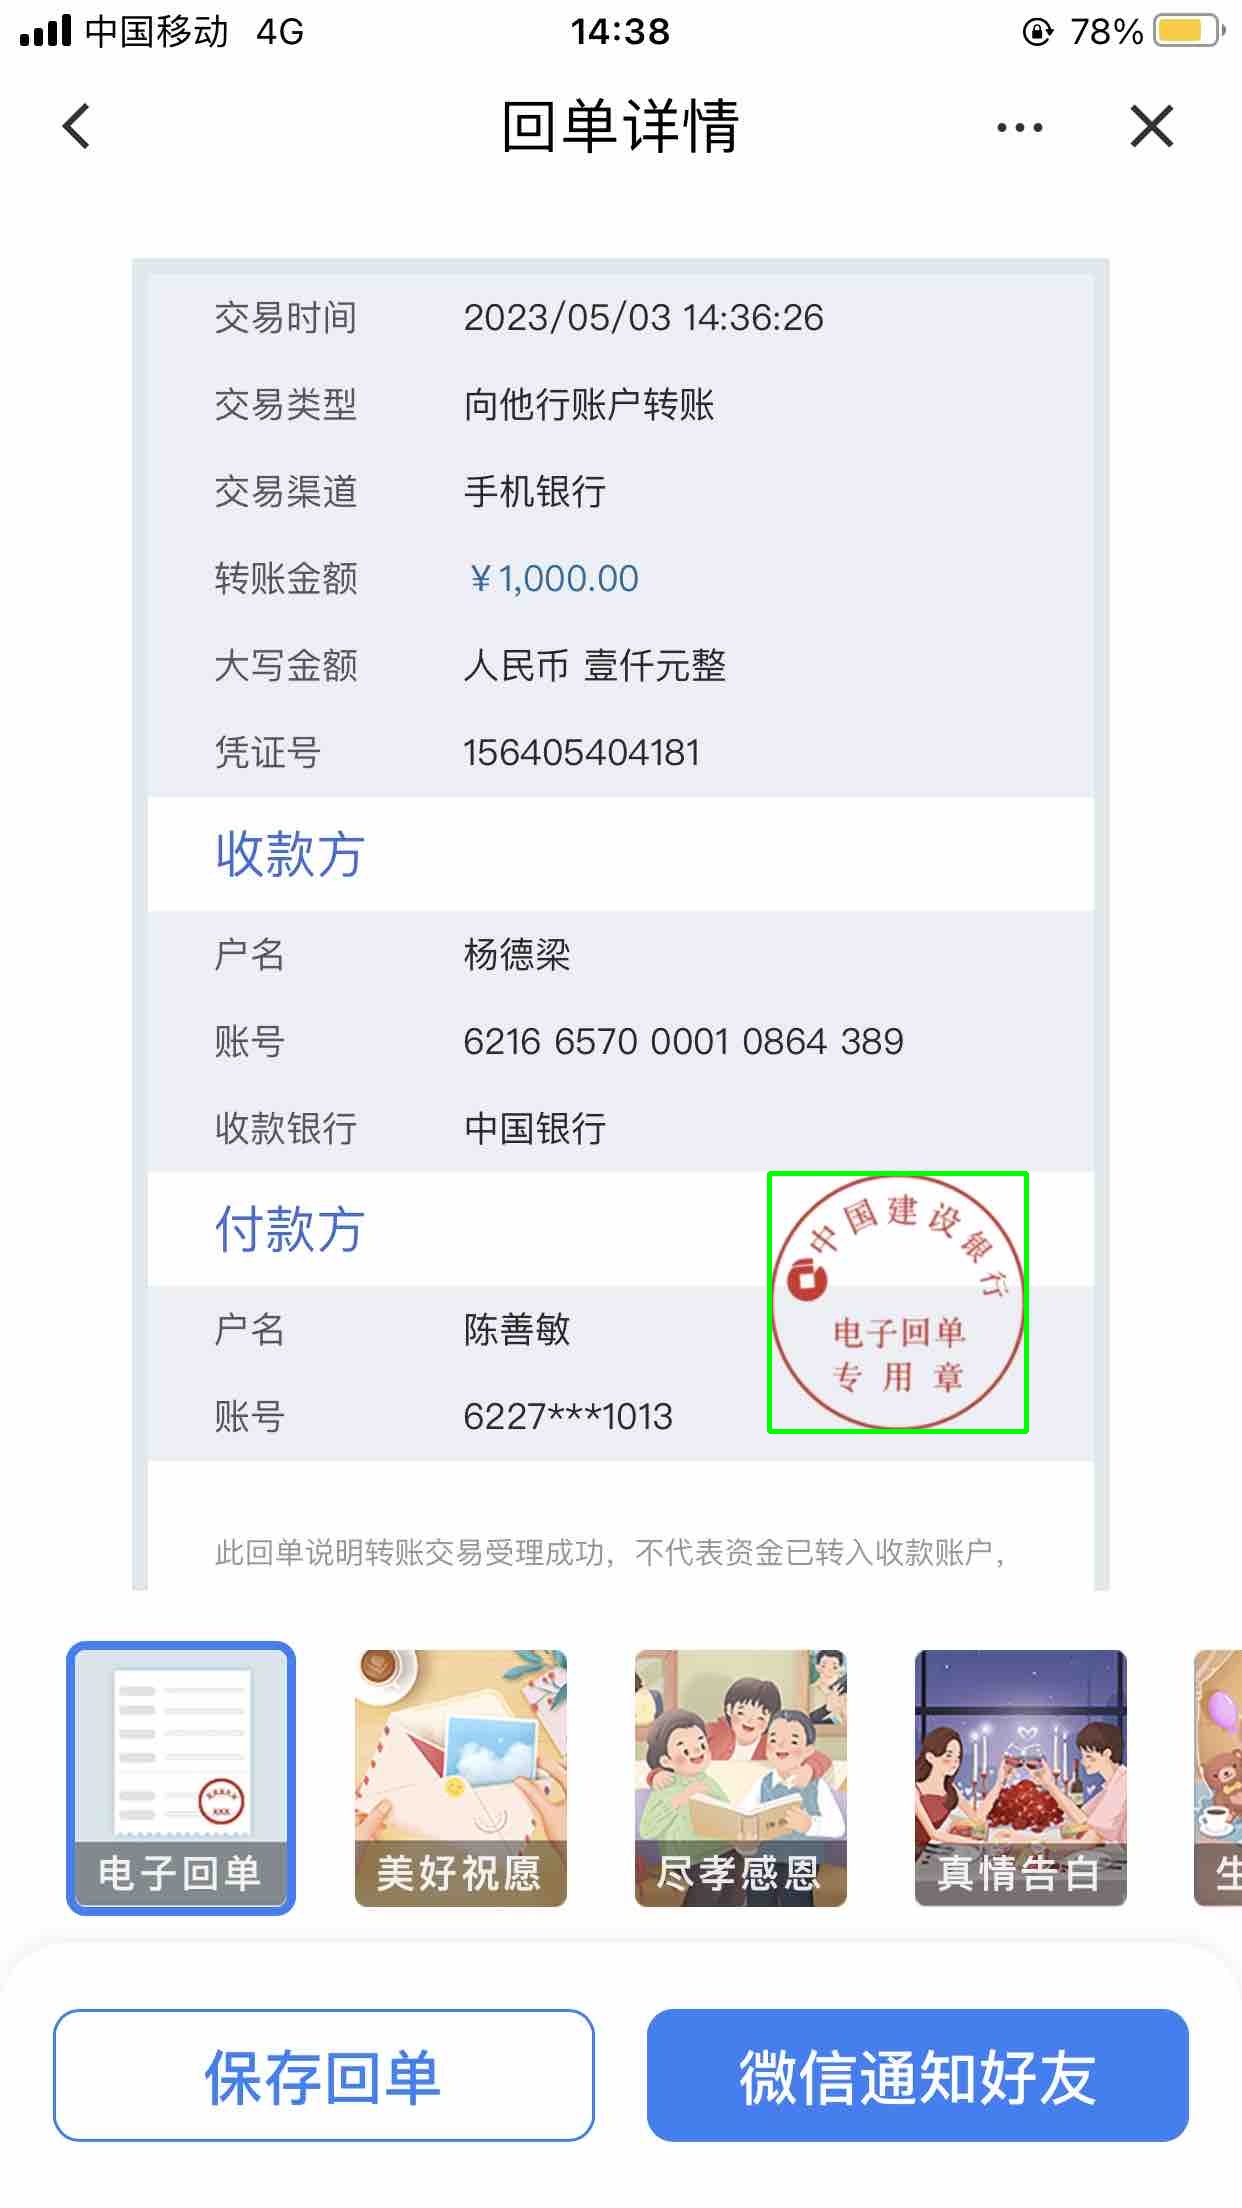 中国移动 4G 14:38 78%
回单详情
交易时间 2023/05/03 14:36:26
交易类型 向他行账户转账
交易渠道 手机银行
转账金额 ¥1,000.00
大写金额 人民币 壹仟元整
凭证号 156405404181
收款方
户名 杨德梁
账号 6216 6570 0001 0864 389
收款银行 中国银行
付款方
中国建设银行
电子回单
专用章
户名 陈善敏
账号 6227***1013
此回单说明转账交易受理成功，不代表资金已转入收款账户，
电子回单 美好祝愿 尽孝感恩 真情告白 生
保存回单 微信通知好友